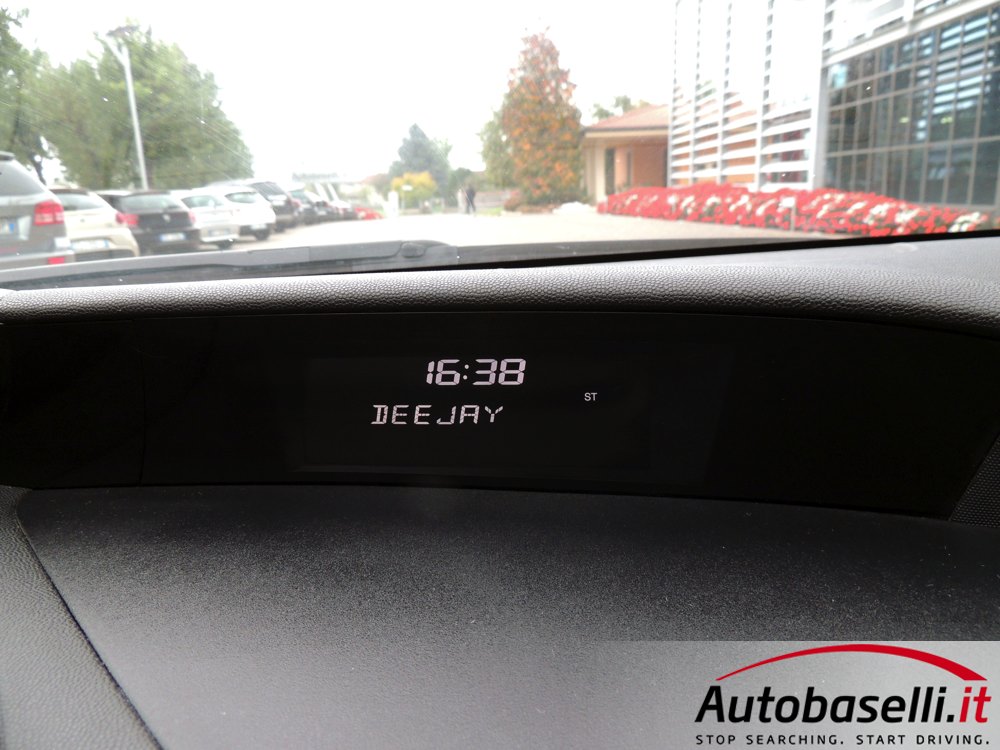 16:38
ST
DEEJAY
Autobaselli.it
STOP SEARCHING. START DRIVING.